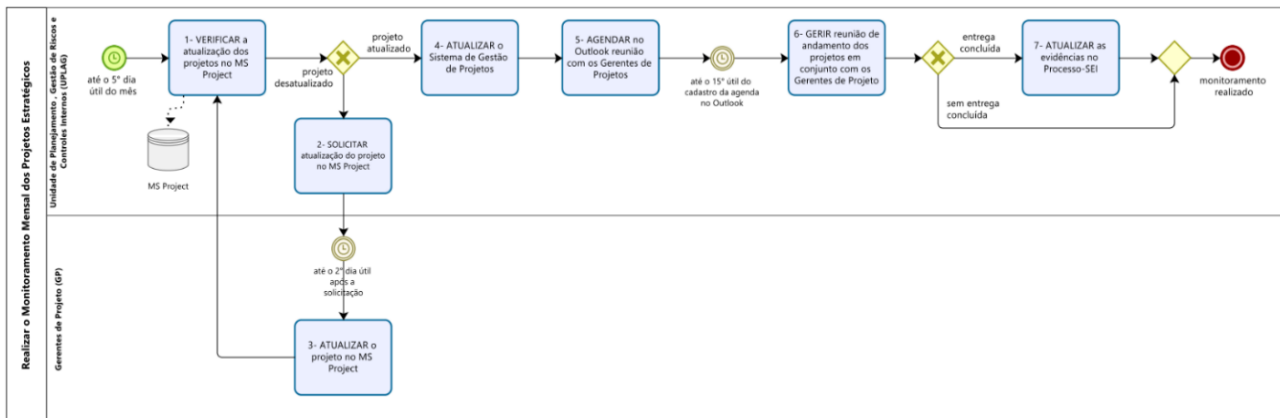 Realizar o Monitoramento Mensal dos Projetos Estratégicos
Unidade de Planejamento , Gestão de Riscos e
Controles Internos (UPLAG)
até o 5° dia
útil do mês
1- VERIFICAR a
atualização dos
projetos no MS
Project
MS Project
projeto
atualizado
projeto
desatualizado
2- SOLICITAR
atualização do projeto
no MS Project
4- ATUALIZAR o
Sistema de Gestão
de Projetos
5- AGENDAR no
Outlook reunião
com os Gerentes de
Projetos
até o 15° útil do
cadastro da agenda
no Outlook
6- GERIR reunião de
andamento dos
projetos em
conjunto com os
Gerentes de Projeto
entrega
concluída
sem entrega
concluída
7- ATUALIZAR as
evidências no
Processo-SEI
monitoramento
realizado
Gerentes de Projeto (GP)
até o 2° dia útil
após a
solicitação
3- ATUALIZAR o
projeto no MS
Project